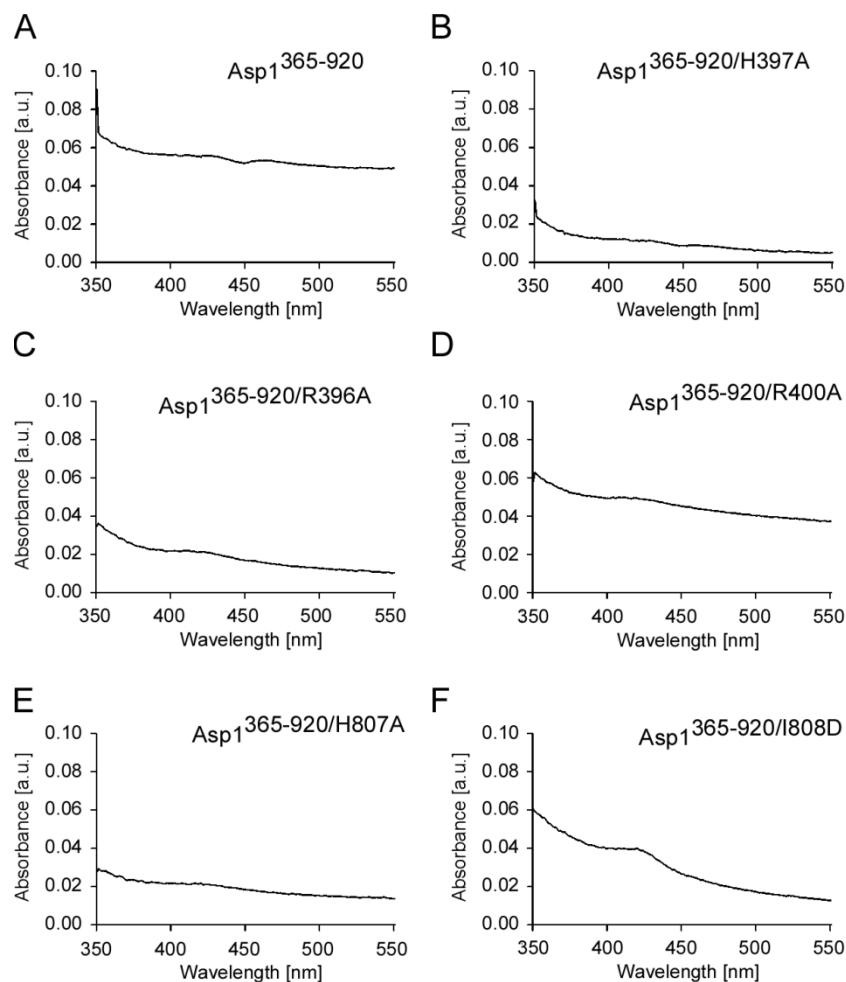 A
Asp1365-920
Absorbance [a.u.]
0.10
0.08
0.06
0.04
0.02
0.00
350
400
450
500
550
Wavelength [nm]
B
Asp1365-920/H397A
Absorbance [a.u.]
0.10
0.08
0.06
0.04
0.02
0.00
350
400
450
500
550
Wavelength [nm]
C
Asp1365-920/R396A
Absorbance [a.u.]
0.10
0.08
0.06
0.04
0.02
0.00
350
400
450
500
550
Wavelength [nm]
D
Asp1365-920/R400A
Absorbance [a.u.]
0.10
0.08
0.06
0.04
0.02
0.00
350
400
450
500
550
Wavelength [nm]
E
Asp1365-920/H807A
Absorbance [a.u.]
0.10
0.08
0.06
0.04
0.02
0.00
350
400
450
500
550
Wavelength [nm]
F
Asp1365-920/I808D
Absorbance [a.u.]
0.10
0.08
0.06
0.04
0.02
0.00
350
400
450
500
550
Wavelength [nm]